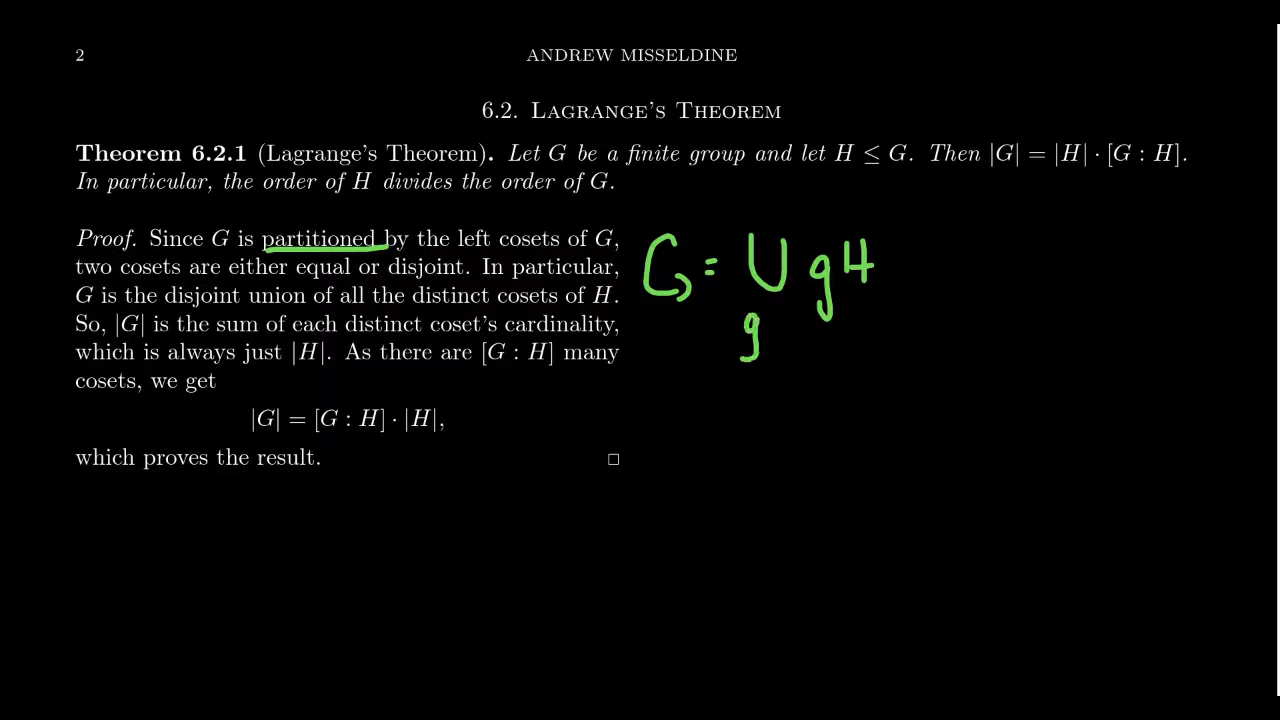 2 ANDREW MISSELDINE
6.2. LAGRANGE'S THEOREM
Theorem 6.2.1 (Lagrange's Theorem). Let G be a finite group and let H ≤ G. Then |G| = |H| · [G : H].
In particular, the order of H divides the order of G.
Proof. Since G is partitioned by the left cosets of G,
two cosets are either equal or disjoint. In particular,
G is the disjoint union of all the distinct cosets of H.
So, |G| is the sum of each distinct coset's cardinality,
which is always just |H|. As there are [G : H] many
cosets, we get
|G| = [G : H] · |H|,
which proves the result. □
G = ∪ gH
g